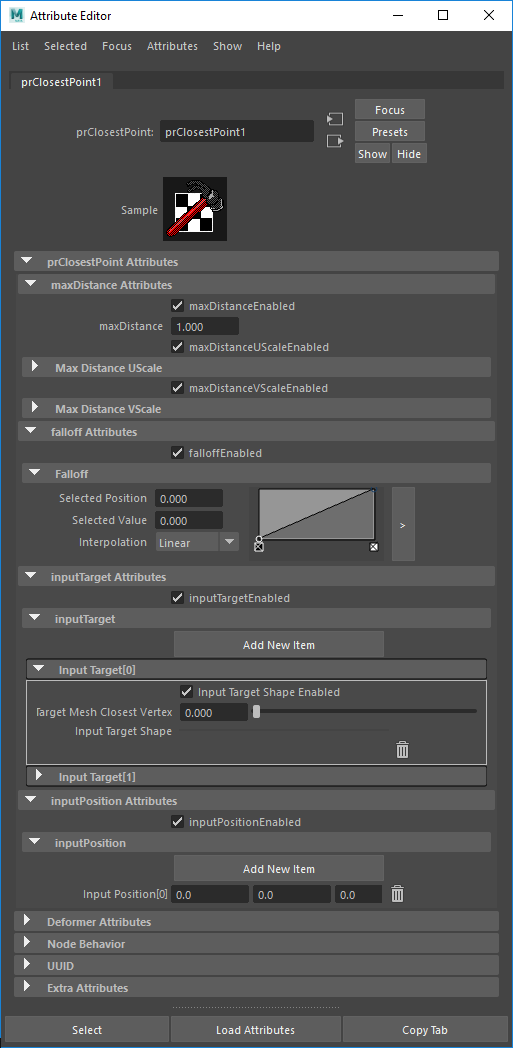 Attribute Editor
List Selected Focus Attributes Show Help
prClosestPoint1
Focus
prClosestPoint: prClosestPoint1
Presets
Show Hide
Sample
prClosestPoint Attributes
maxDistance Attributes
maxDistanceEnabled
maxDistance 1.000
maxDistanceUScaleEnabled
Max Distance UScale
maxDistanceVScaleEnabled
Max Distance VScale
falloff Attributes
falloffEnabled
Falloff
Selected Position 0.000
Selected Value 0.000
Interpolation Linear
>
inputTarget Attributes
inputTargetEnabled
inputTarget
Add New Item
Input Target[0]
Input Target Shape Enabled
Target Mesh Closest Vertex 0.000
Input Target Shape
Input Target[1]
inputPosition Attributes
inputPositionEnabled
inputPosition
Add New Item
Input Position[0] 0.0 0.0 0.0
Deformer Attributes
Node Behavior
UUID
Extra Attributes
Select Load Attributes Copy Tab